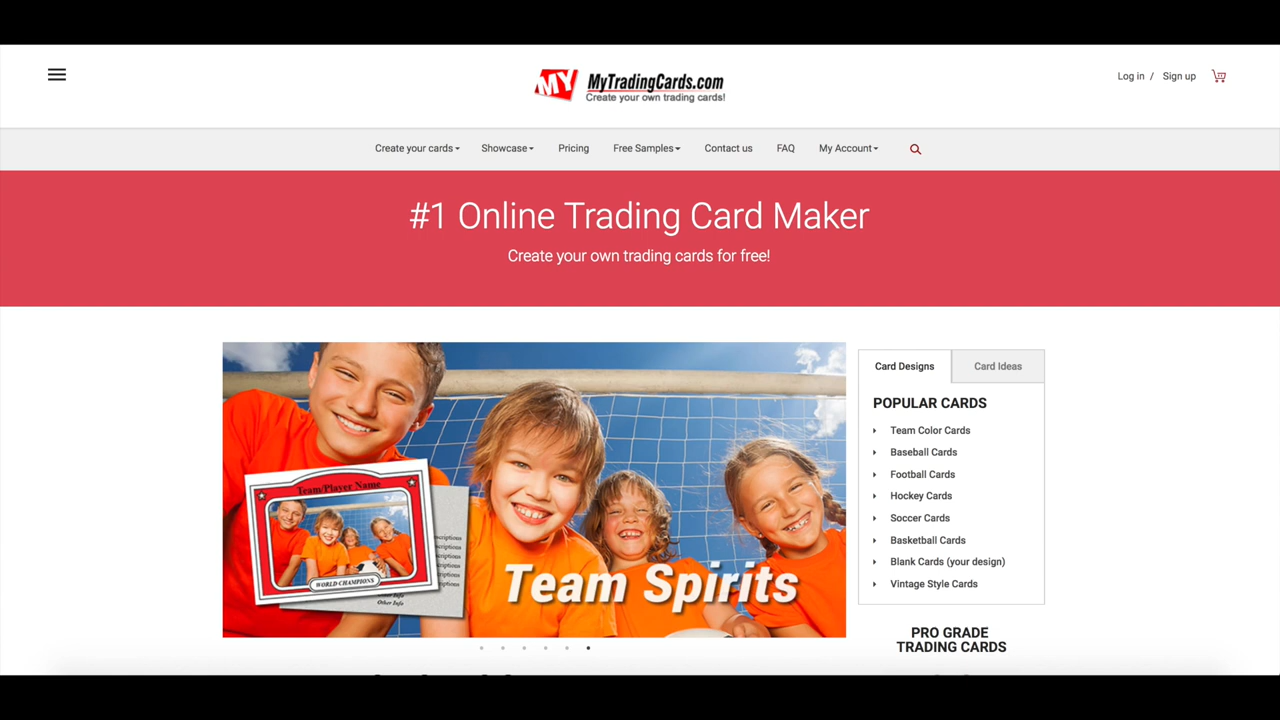 MY MyTradingCards.com
Create your own trading cards!
Log in / Sign up
Create your cards Showcase Pricing Free Samples Contact us FAQ My Account
#1 Online Trading Card Maker
Create your own trading cards for free!
Card Designs Card Ideas
POPULAR CARDS
Team Color Cards
Baseball Cards
Football Cards
Hockey Cards
Soccer Cards
Basketball Cards
Blank Cards (your design)
Vintage Style Cards
Team/Player Name
WORLD CHAMPIONS
Other Info
Team Spirits
PRO GRADE
TRADING CARDS